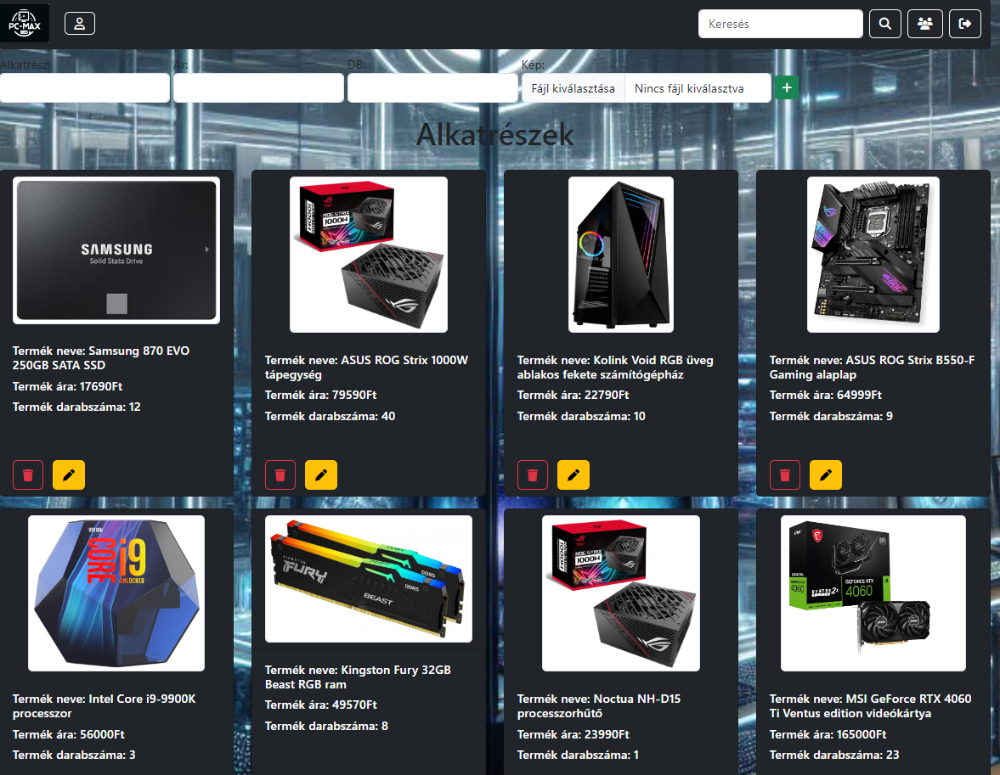 PC-MAX
Keresés
Alkatrész:
Ár:
DB:
Kép:
Fájl kiválasztása
Nincs fájl kiválasztva
Alkatrészek
SAMSUNG
Solid State Drive
ROG STRIX
1000W
Termék neve: Samsung 870 EVO
250GB SATA SSD
Termék ára: 17690Ft
Termék darabszáma: 12
Termék neve: ASUS ROG Strix 1000W
tápegység
Termék ára: 79590Ft
Termék darabszáma: 40
Termék neve: Kolink Void RGB üveg
ablakos fekete számítógépház
Termék ára: 22790Ft
Termék darabszáma: 10
Termék neve: ASUS ROG Strix B550-F
Gaming alaplap
Termék ára: 64999Ft
Termék darabszáma: 9
9TH GEN
CORE i9
UNLOCKED
KINGSTON
FURY
BEAST
DDR5
DDR5
ROG STRIX
1000W
GEFORCE RTX
4060
4060
VENTUS 2X
Termék neve: Intel Core i9-9900K
processzor
Termék ára: 56000Ft
Termék darabszáma: 3
Termék neve: Kingston Fury 32GB
Beast RGB ram
Termék ára: 49570Ft
Termék darabszáma: 8
Termék neve: Noctua NH-D15
processzorhűtő
Termék ára: 23990Ft
Termék darabszáma: 1
Termék neve: MSI GeForce RTX 4060
Ti Ventus edition videókártya
Termék ára: 165000Ft
Termék darabszáma: 23